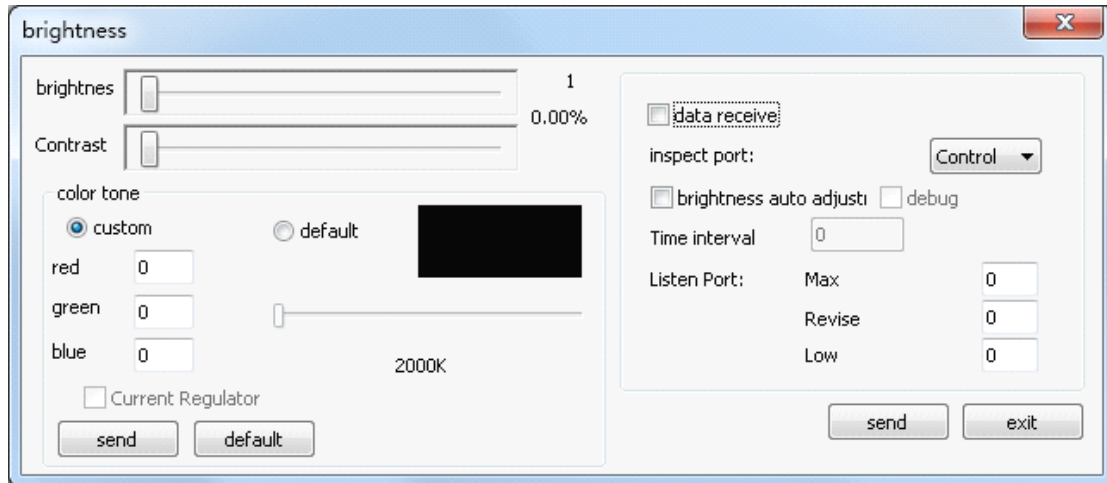 brightness
brightnes
1
0.00%
Contrast
color tone
custom
default
red 0
green 0
blue 0
2000K
Current Regulator
send default
data receive
inspect port: Control
brightness auto adjusti debug
Time interval 0
Listen Port: Max 0
Revise 0
Low 0
send exit